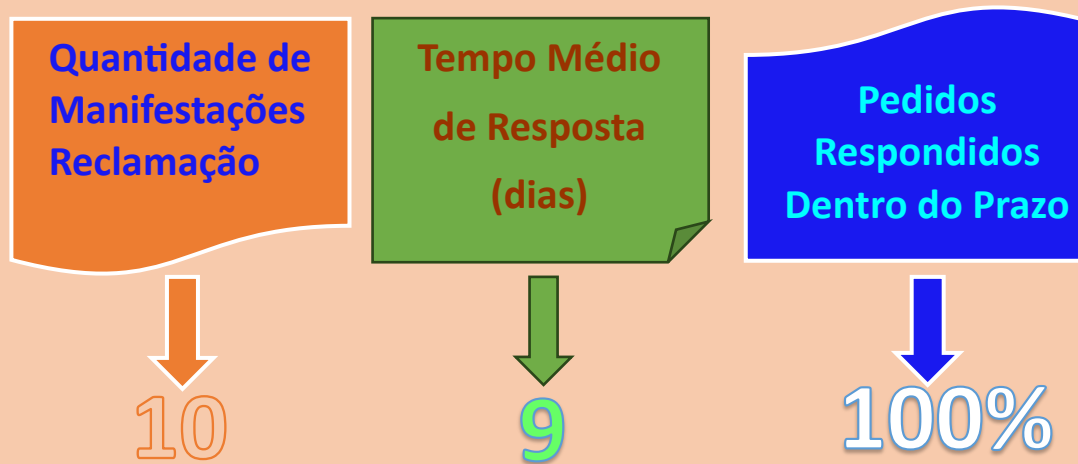 Quantidade de
Manifestações
Reclamação
Tempo Médio
de Resposta
(dias)
Pedidos
Respondidos
Dentro do Prazo
10
9
100%